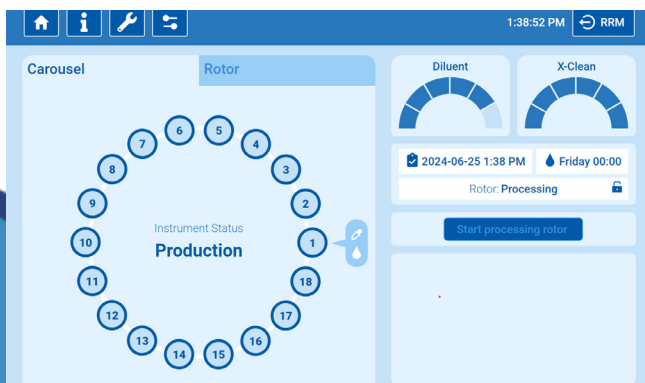 1:38:52 PM RRM
Carousel Rotor
Diluent X-Clean
2024-06-25 1:38 PM Friday 00:00
Rotor: Processing
Start processing rotor
Instrument Status
Production
1
2
3
4
5
6
7
8
9
10
11
12
13
14
15
16
17
18